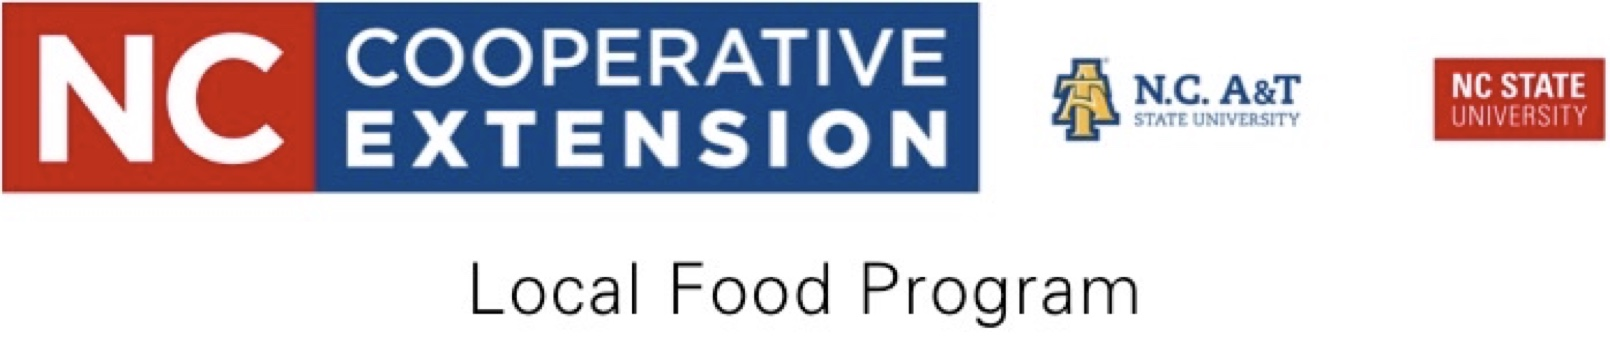 NC COOPERATIVE
EXTENSION
N.C. A&T
STATE UNIVERSITY
NC STATE
UNIVERSITY
Local Food Program